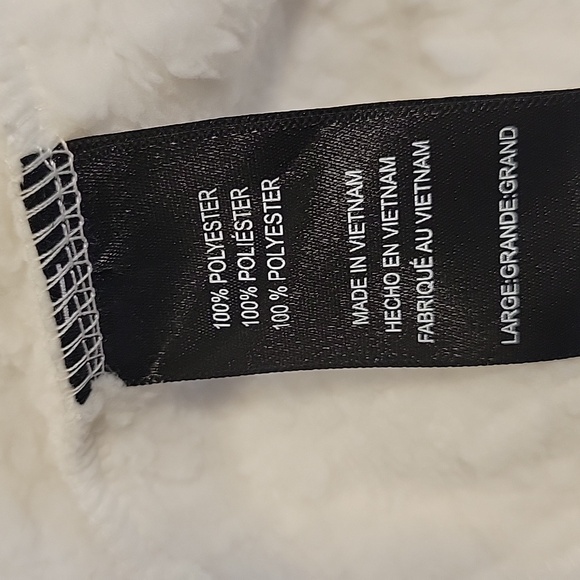 100% POLYESTER
100% POLIÉSTER
100 % POLYESTER
MADE IN VIETNAM
HECHO EN VIETNAM
FABRIQUÉ AU VIETNAM
LARGE:GRANDE:GRAND